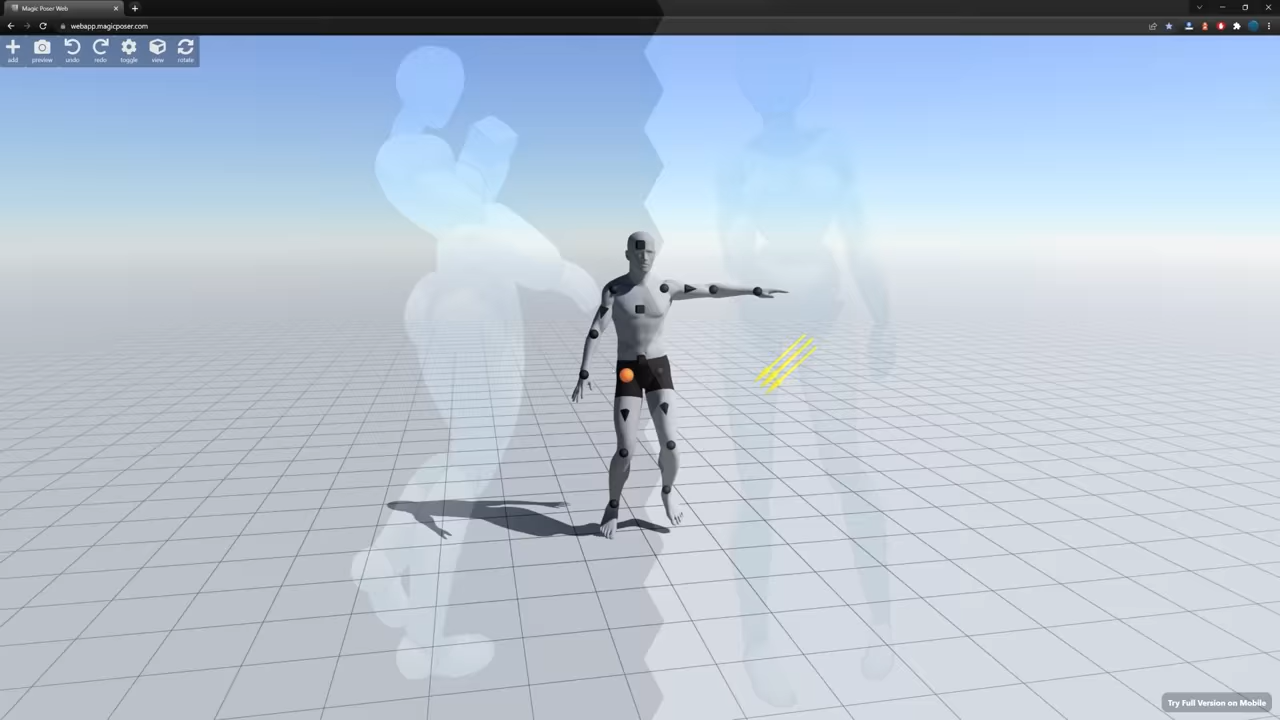 Magic Poser Web
webapp.magicposer.com
add preview undo redo toggle view rotate
Try Full Version on Mobile